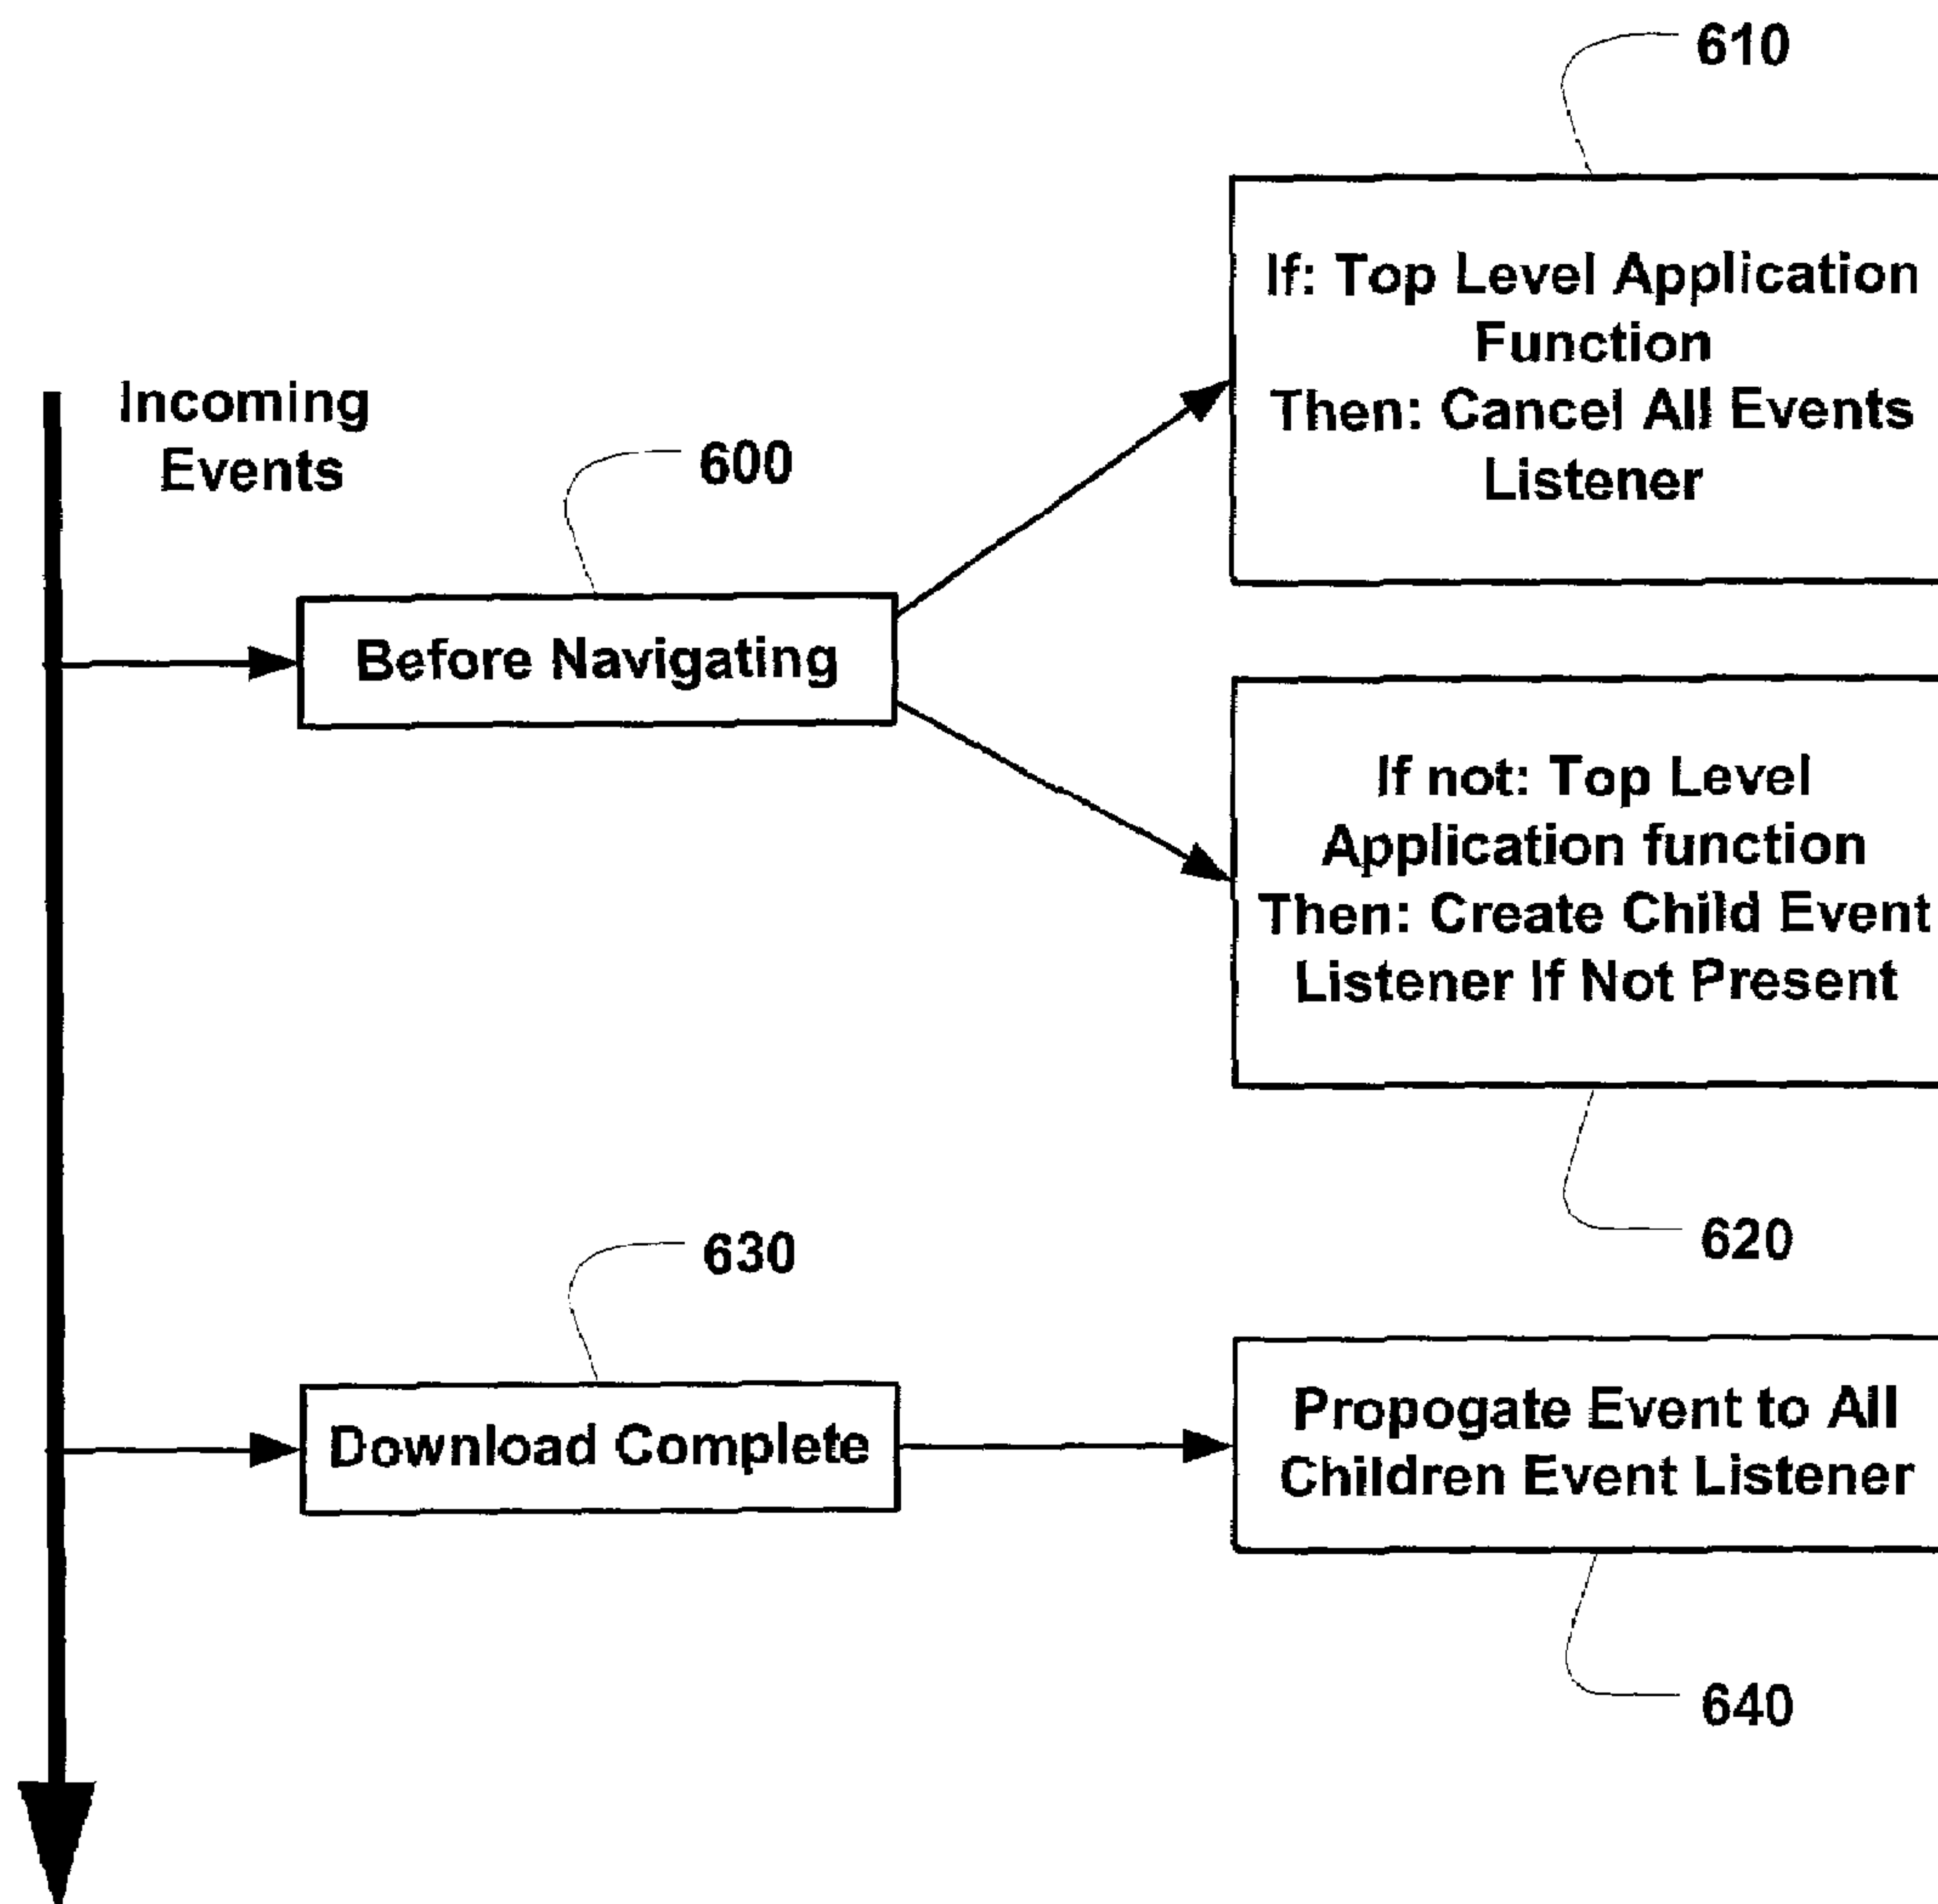 610
If: Top Level Application
Function
Then: Cancel All Events
Listener
Incoming
Events
600
Before Navigating
If not: Top Level
Application function
Then: Create Child Event
Listener If Not Present
620
630
Download Complete
Propogate Event to All
Children Event Listener
640